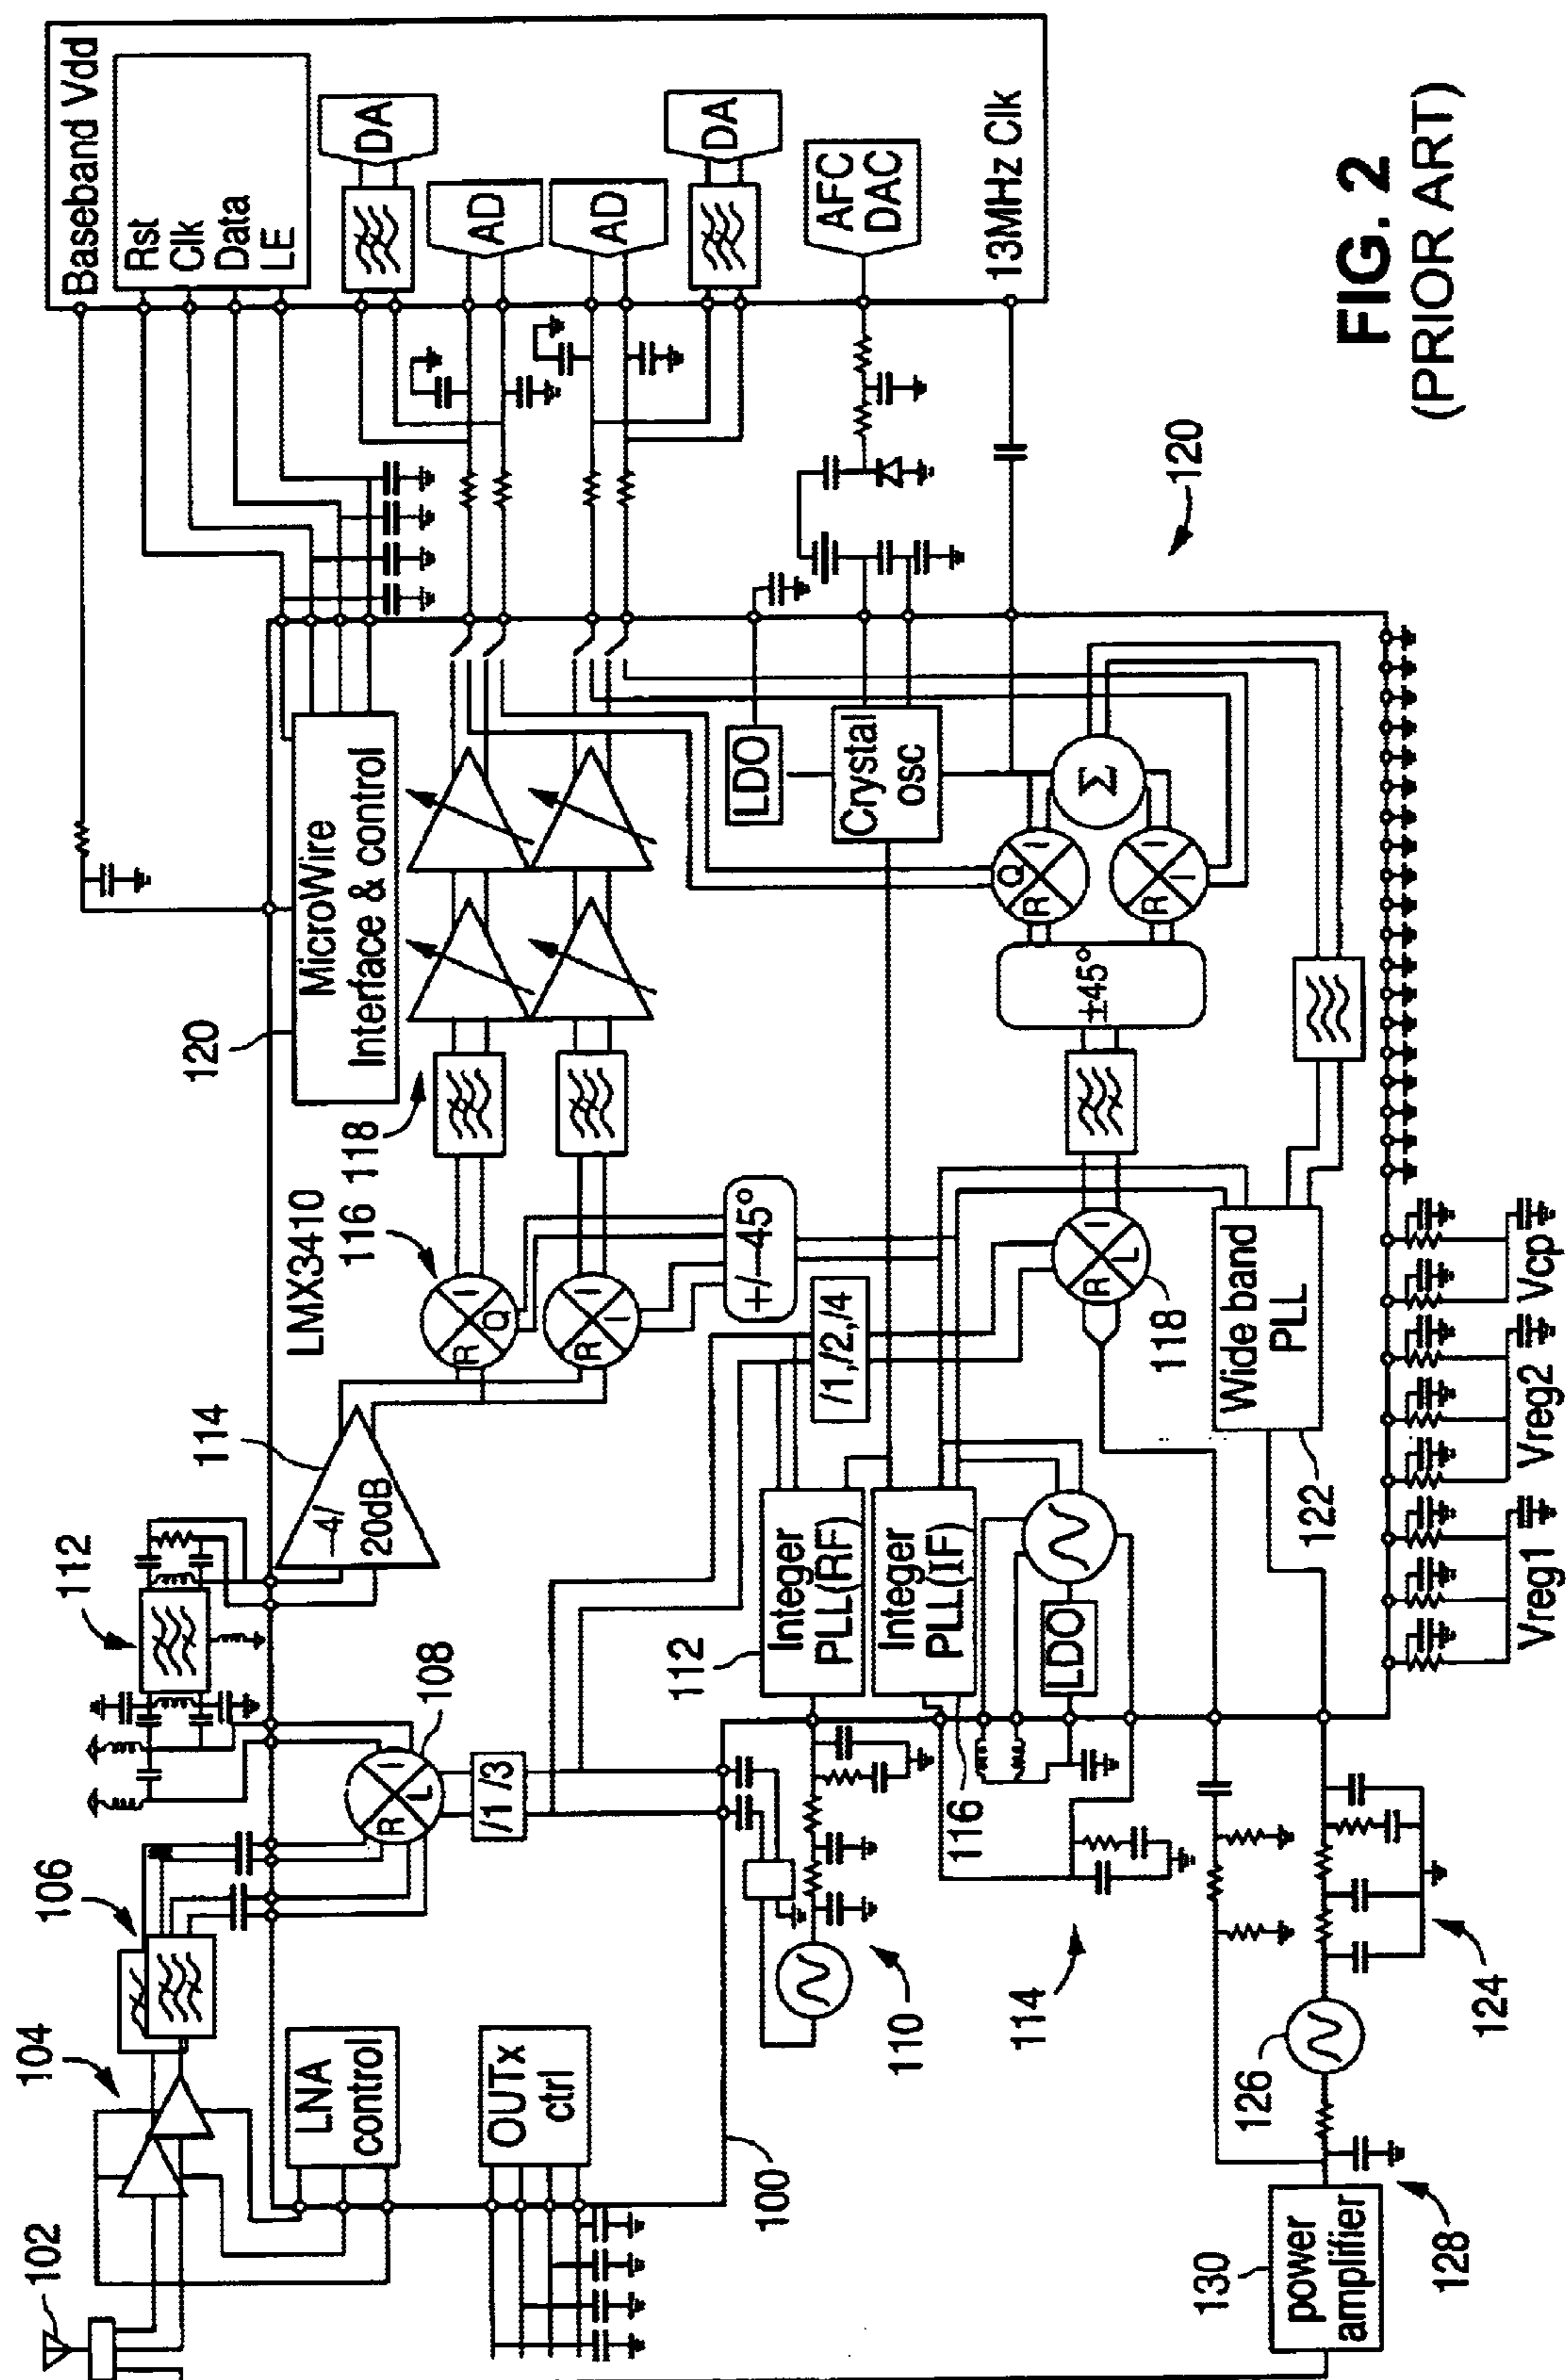 Baseband Vdd
Rst
Clk
Data
LE
DA
AD
AD
DA
AFC
DAC
13MHz Clk
120
MicroWire
Interface & control
LDO
Crystal
osc
Σ
Q
I
R
I
R
I
±45°
120
118
116
LMX3410
R
I
Q
R
I
I
+/-45°
/1,/2,/4
R
I
L
118
Wide band
PLL
122
114
-4/
20dB
112
108
R
I
L
/1 /3
Integer
PLL(RF)
112
Integer
PLL(IF)
LDO
116
106
104
102
LNA
control
OUTx
ctrl
100
110
114
124
126
128
130
power
amplifier
Vreg1 Vreg2 Vcp
FIG. 2
(PRIOR ART)